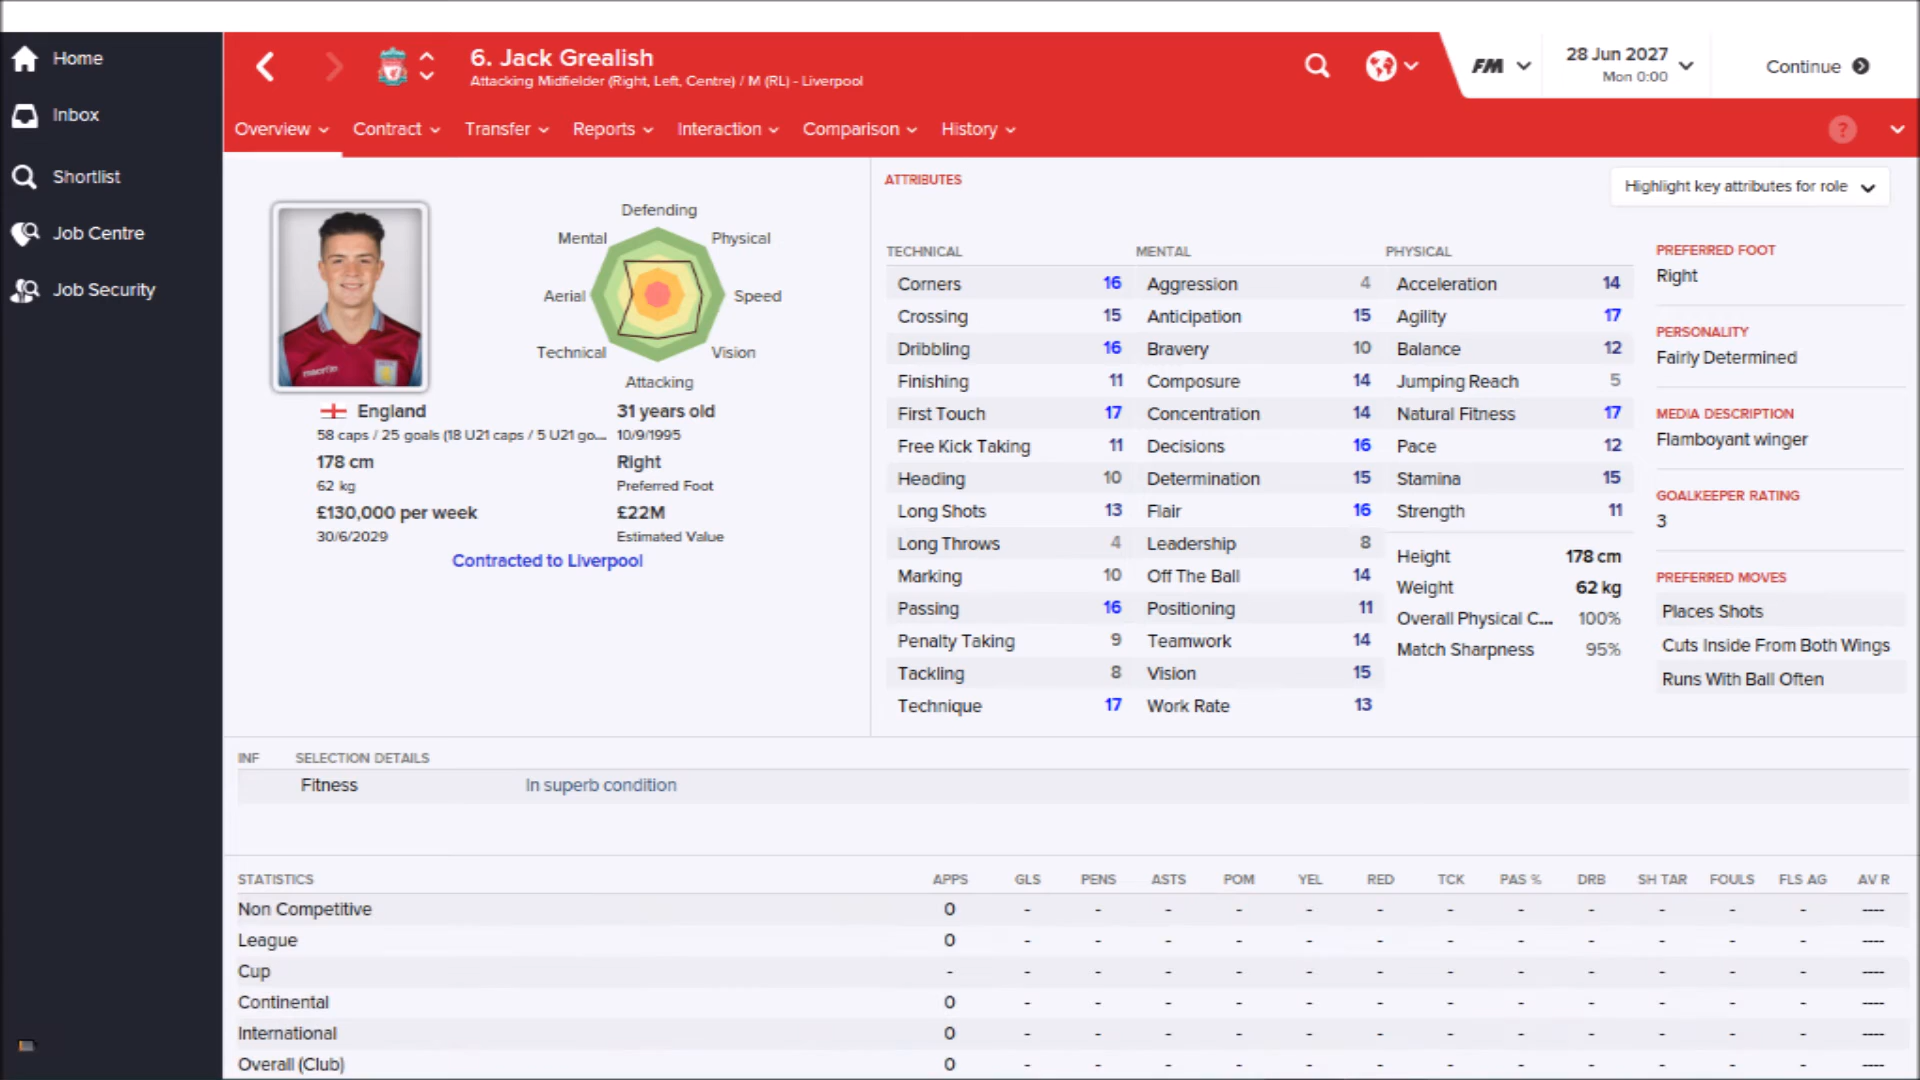 Home
Inbox
Shortlist
Job Centre
Job Security
6. Jack Grealish
Attacking Midfielder (Right, Left, Centre) / M (RL) - Liverpool
FM
28 Jun 2027
Mon 0:00
Continue
Overview Contract Transfer Reports Interaction Comparison History
?
Defending
Mental Physical
Aerial Speed
Technical Vision
Attacking
England
58 caps / 25 goals (18 U21 caps / 5 U21 go...
178 cm
62 kg
£130,000 per week
30/6/2029
31 years old
10/9/1995
Right
Preferred Foot
£22M
Estimated Value
Contracted to Liverpool
ATTRIBUTES
Highlight key attributes for role
TECHNICAL
Corners 16
Crossing 15
Dribbling 16
Finishing 11
First Touch 17
Free Kick Taking 11
Heading 10
Long Shots 13
Long Throws 4
Marking 10
Passing 16
Penalty Taking 9
Tackling 8
Technique 17
MENTAL
Aggression 4
Anticipation 15
Bravery 10
Composure 14
Concentration 14
Decisions 16
Determination 15
Flair 16
Leadership 8
Off The Ball 14
Positioning 11
Teamwork 14
Vision 15
Work Rate 13
PHYSICAL
Acceleration 14
Agility 17
Balance 12
Jumping Reach 5
Natural Fitness 17
Pace 12
Stamina 15
Strength 11
Height 178 cm
Weight 62 kg
Overall Physical C... 100%
Match Sharpness 95%
PREFERRED FOOT
Right
PERSONALITY
Fairly Determined
MEDIA DESCRIPTION
Flamboyant winger
GOALKEEPER RATING
3
PREFERRED MOVES
Places Shots
Cuts Inside From Both Wings
Runs With Ball Often
INF SELECTION DETAILS
Fitness In superb condition
STATISTICS APPS GLS PENS ASTS POM YEL RED TCK PAS % DRB SH TAR FOULS FLS AG AV R
Non Competitive 0 - - - - - - - - - - - - ----
League 0 - - - - - - - - - - - - ----
Cup - - - - - - - - - - - - - ----
Continental 0 - - - - - - - - - - - - ----
International 0 - - - - - - - - - - - - ----
Overall (Club) 0 - - - - - - - - - - - - ----